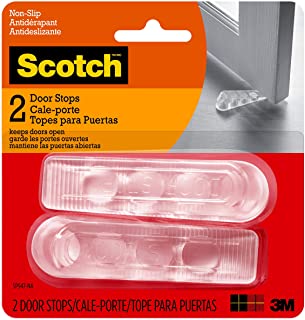 Non-Slip
Antidérapant
Antideslizante
Scotch
2 Door Stops
Cale-porte
Topes para Puertas
keeps doors open
garde les portes ouvertes
mantiene las puertas abiertas
2 DOOR STOPS/CALE-PORTE/TOPE PARA PUERTAS
3M